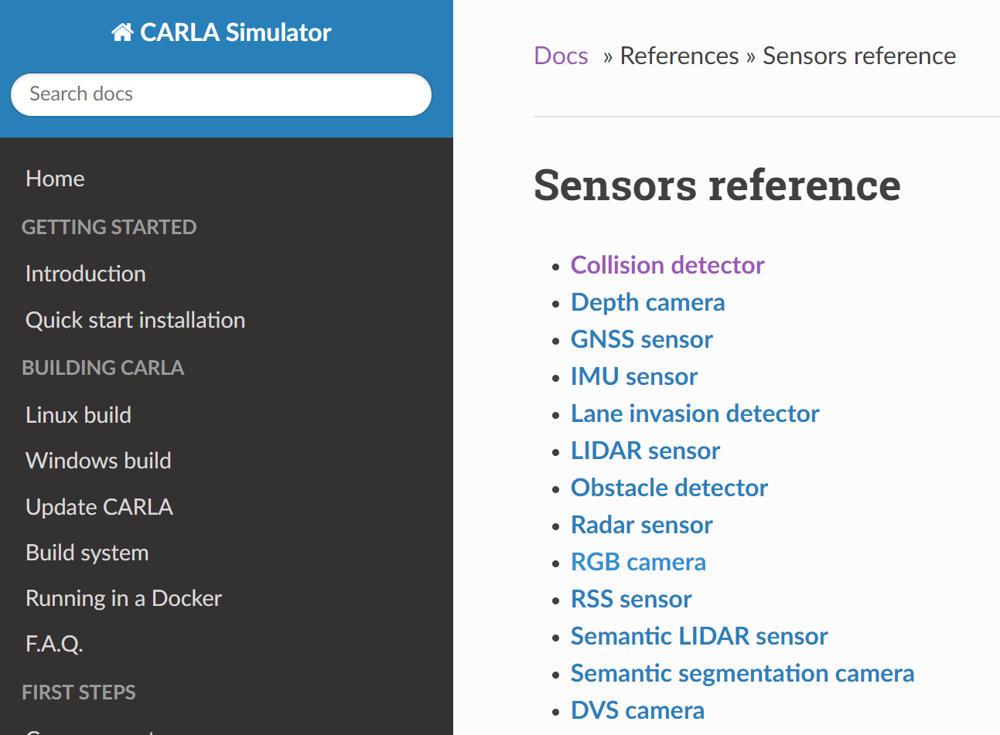 CARLA Simulator
Search docs
Home
GETTING STARTED
Introduction
Quick start installation
BUILDING CARLA
Linux build
Windows build
Update CARLA
Build system
Running in a Docker
F.A.Q.
FIRST STEPS
Docs » References » Sensors reference
Sensors reference
Collision detector
Depth camera
GNSS sensor
IMU sensor
Lane invasion detector
LIDAR sensor
Obstacle detector
Radar sensor
RGB camera
RSS sensor
Semantic LIDAR sensor
Semantic segmentation camera
DVS camera